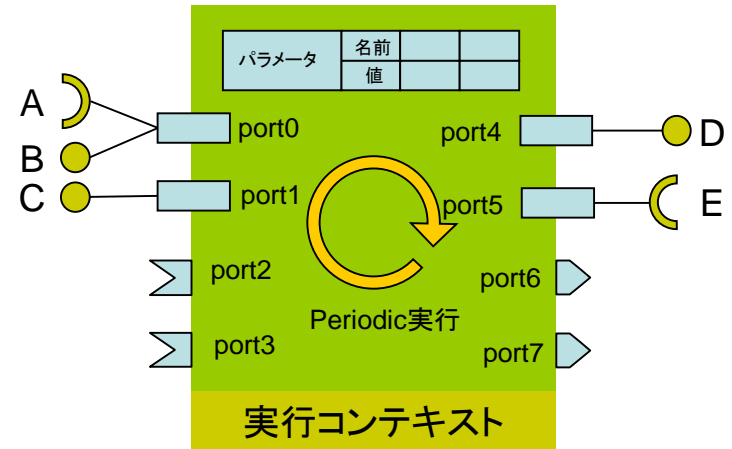 パラメータ 名前
値
A
B
C
port0
port1
port2
port3
port4
port5
port6
port7
D
E
Periodic実行
実行コンテキスト